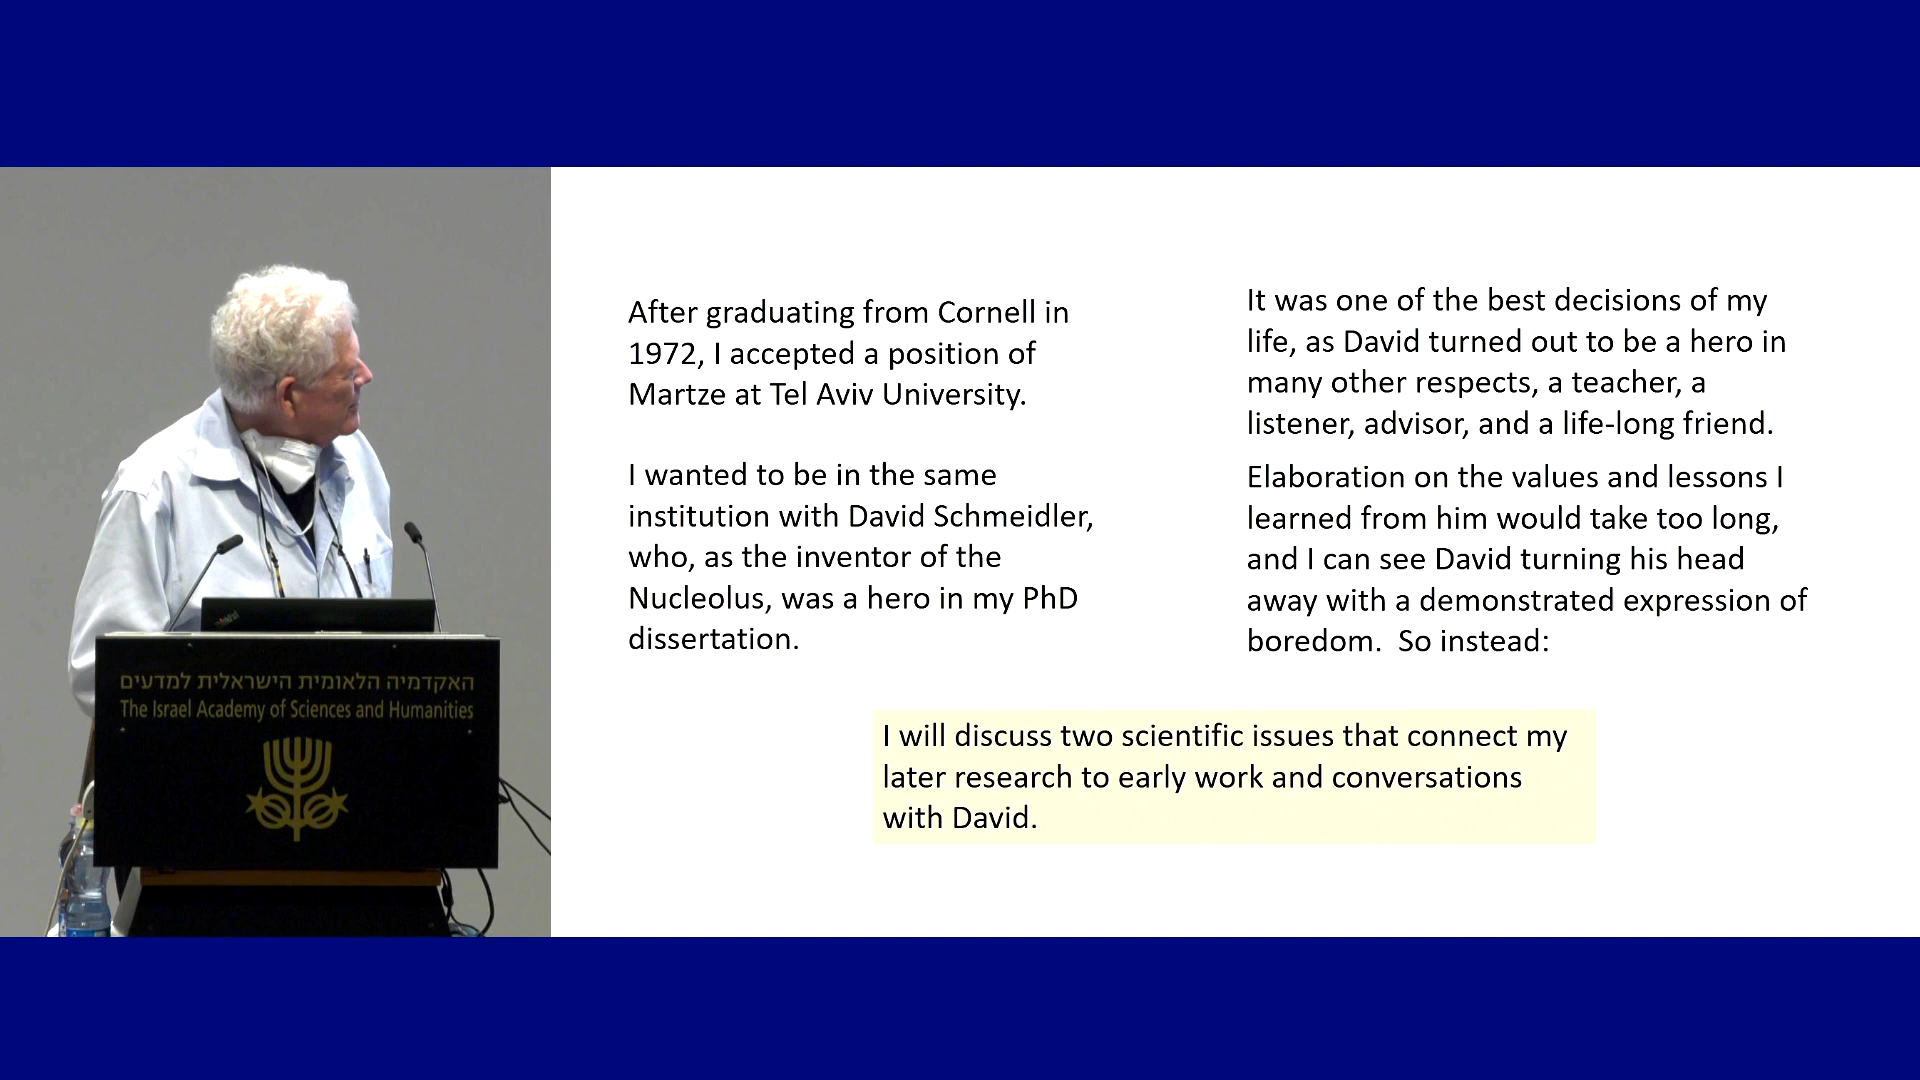 After graduating from Cornell in
1972, I accepted a position of
Martze at Tel Aviv University.
I wanted to be in the same
institution with David Schmeidler,
who, as the inventor of the
Nucleolus, was a hero in my PhD
dissertation.
It was one of the best decisions of my
life, as David turned out to be a hero in
many other respects, a teacher, a
listener, advisor, and a life-long friend.
Elaboration on the values and lessons I
learned from him would take too long,
and I can see David turning his head
away with a demonstrated expression of
boredom.  So instead:
I will discuss two scientific issues that connect my
later research to early work and conversations
with David.
האקדמיה הלאומית הישראלית למדעים
The Israel Academy of Sciences and Humanities